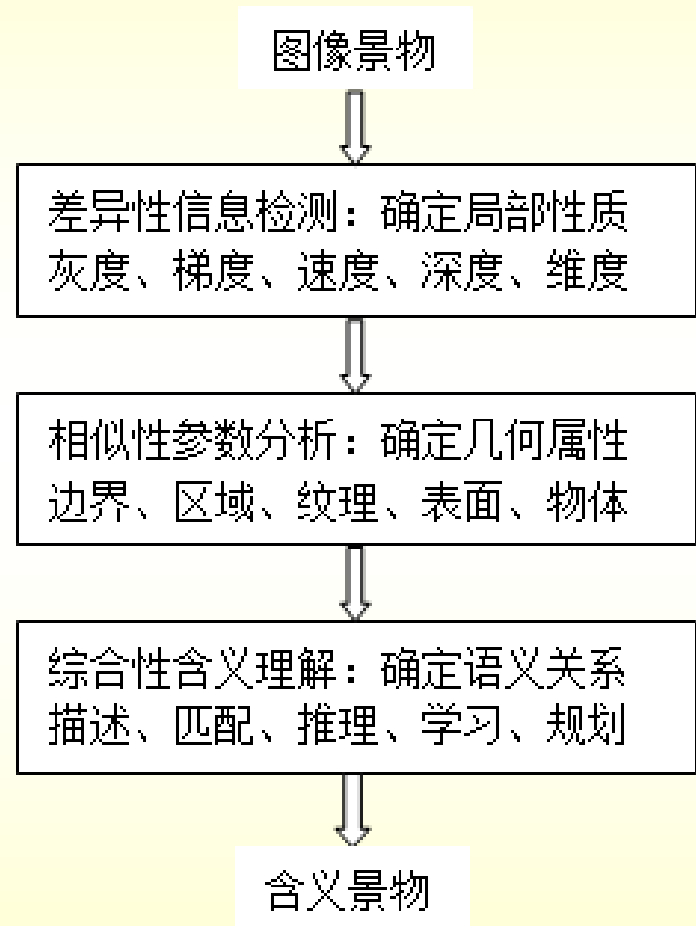 图像景物
差异性信息检测：确定局部性质
灰度、梯度、速度、深度、维度
相似性参数分析：确定几何属性
边界、区域、纹理、表面、物体
综合性含义理解：确定语义关系
描述、匹配、推理、学习、规划
含义景物